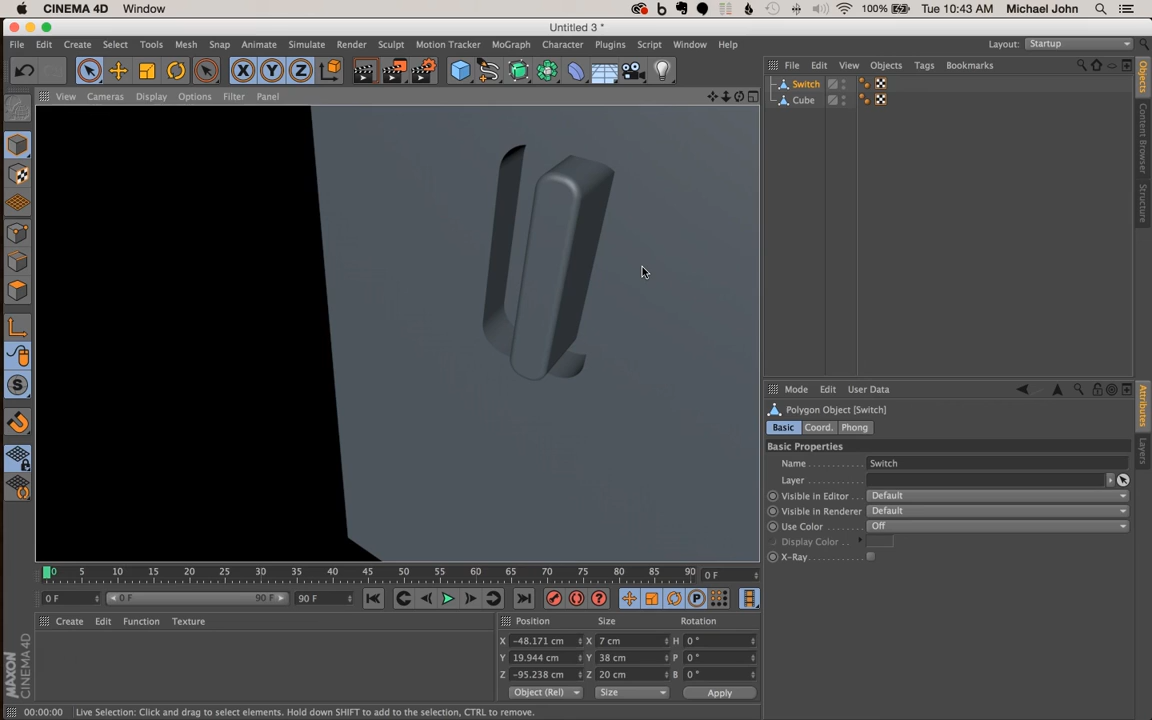 CINEMA 4D Window 100% Tue 10:43 AM Michael John
Untitled 3 *
File Edit Create Select Tools Mesh Snap Animate Simulate Render Sculpt Motion Tracker MoGraph Character Plugins Script Window Help Layout: Startup
X Y Z
File Edit View Objects Tags Bookmarks
View Cameras Display Options Filter Panel
Switch
Cube
Objects
Content Browser
Structure
Mode Edit User Data
Polygon Object [Switch]
Basic Coord. Phong
Basic Properties
Name Switch
Layer
Visible in Editor Default
Visible in Renderer Default
Use Color Off
Display Color
X-Ray
Attributes
Layers
0 5 10 15 20 25 30 35 40 45 50 55 60 65 70 75 80 85 90 0 F
0 F 0 F 90 F 90 F
Create Edit Function Texture
Position Size Rotation
X -48.171 cm X 7 cm H 0 °
Y 19.944 cm Y 38 cm P 0 °
Z -95.238 cm Z 20 cm B 0 °
Object (Rel) Size Apply
MAXON
CINEMA 4D
00:00:00 Live Selection: Click and drag to select elements. Hold down SHIFT to add to the selection, CTRL to remove.